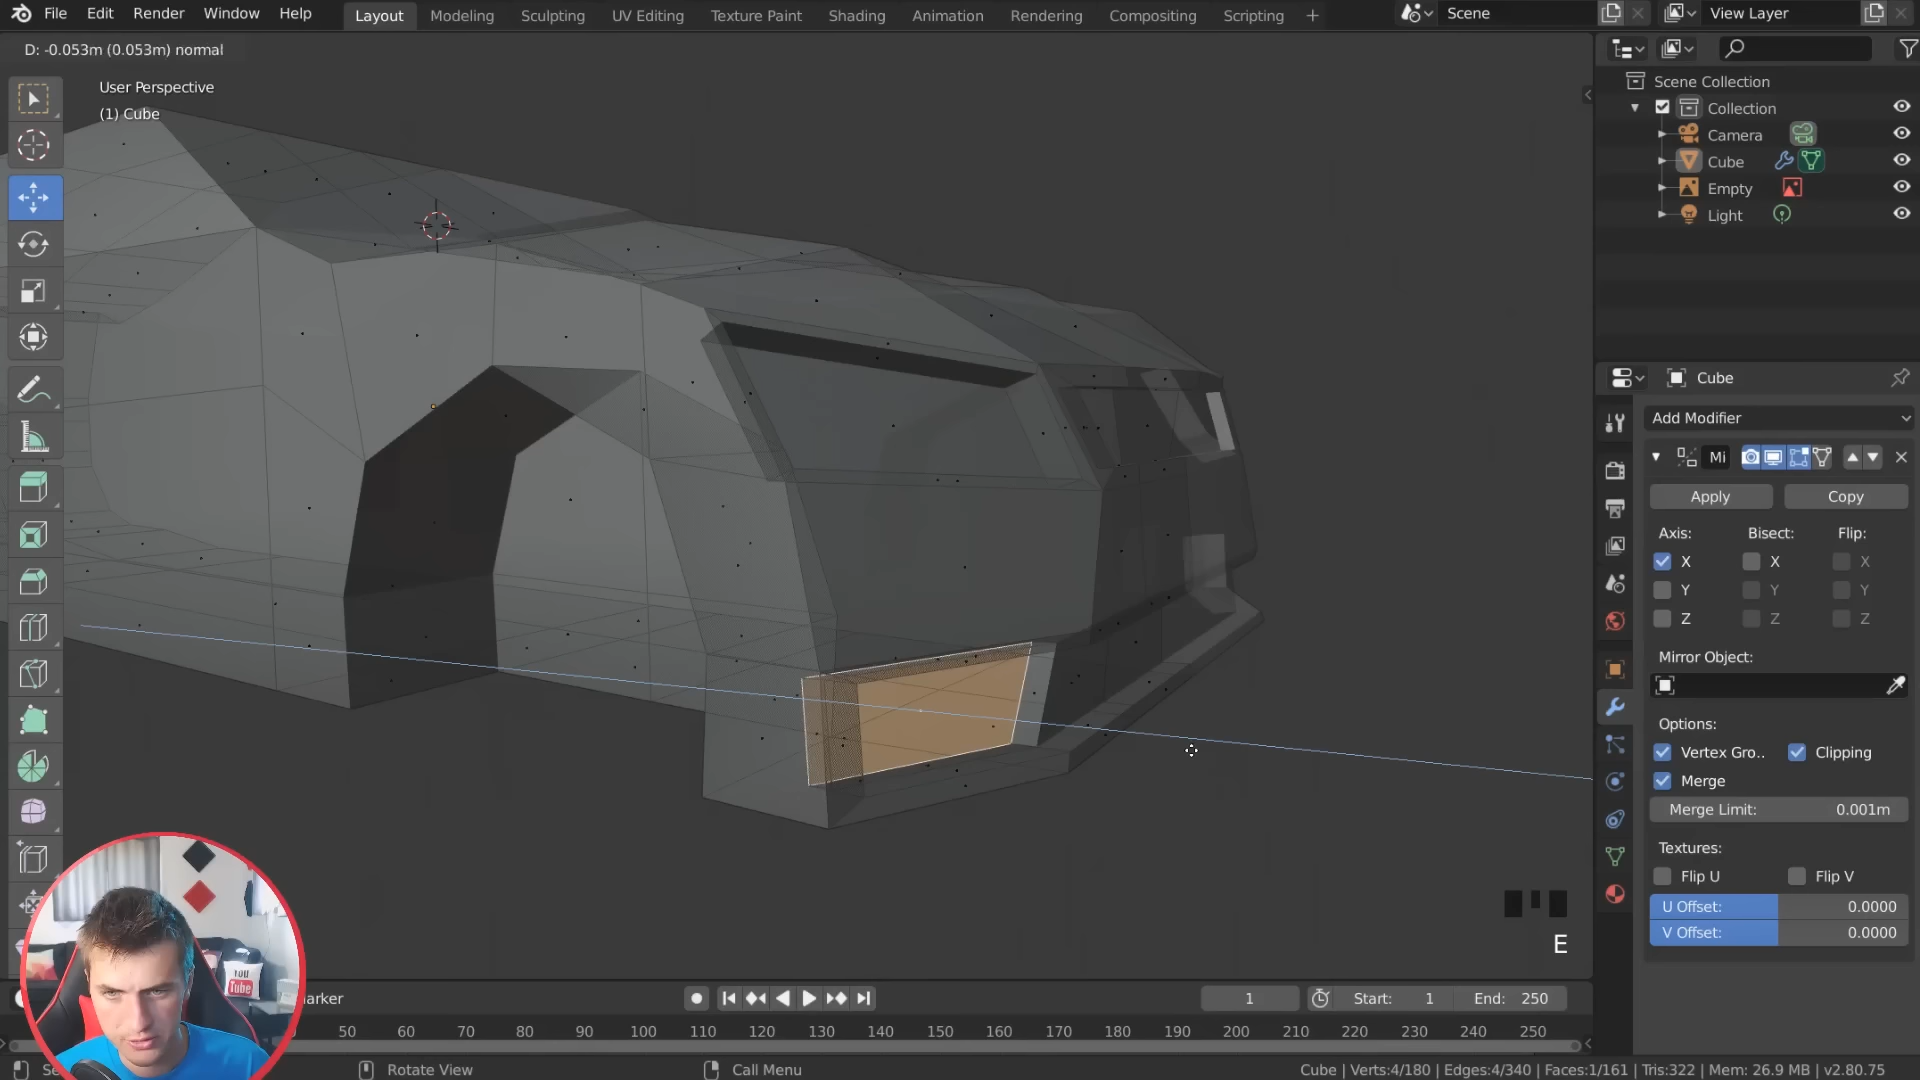 File Edit Render Window Help Layout Modeling Sculpting UV Editing Texture Paint Shading Animation Rendering Compositing Scripting + Scene View Layer
D: -0.053m (0.053m) normal
User Perspective
(1) Cube
Scene Collection
Collection
Camera
Cube
Empty
Light
Cube
Add Modifier
Mi
Apply Copy
Axis: Bisect: Flip:
X X X
Y Y Y
Z Z Z
Mirror Object:
Options:
Vertex Gro.. Clipping
Merge
Merge Limit: 0.001m
Textures:
Flip U Flip V
U Offset: 0.0000
V Offset: 0.0000
E
You
Tube
arker 1 Start: 1 End: 250
50 60 70 80 90 100 110 120 130 140 150 160 170 180 190 200 210 220 230 240 250
Se Rotate View Call Menu Cube | Verts:4/180 | Edges:4/340 | Faces:1/161 | Tris:322 | Mem: 26.9 MB | v2.80.75